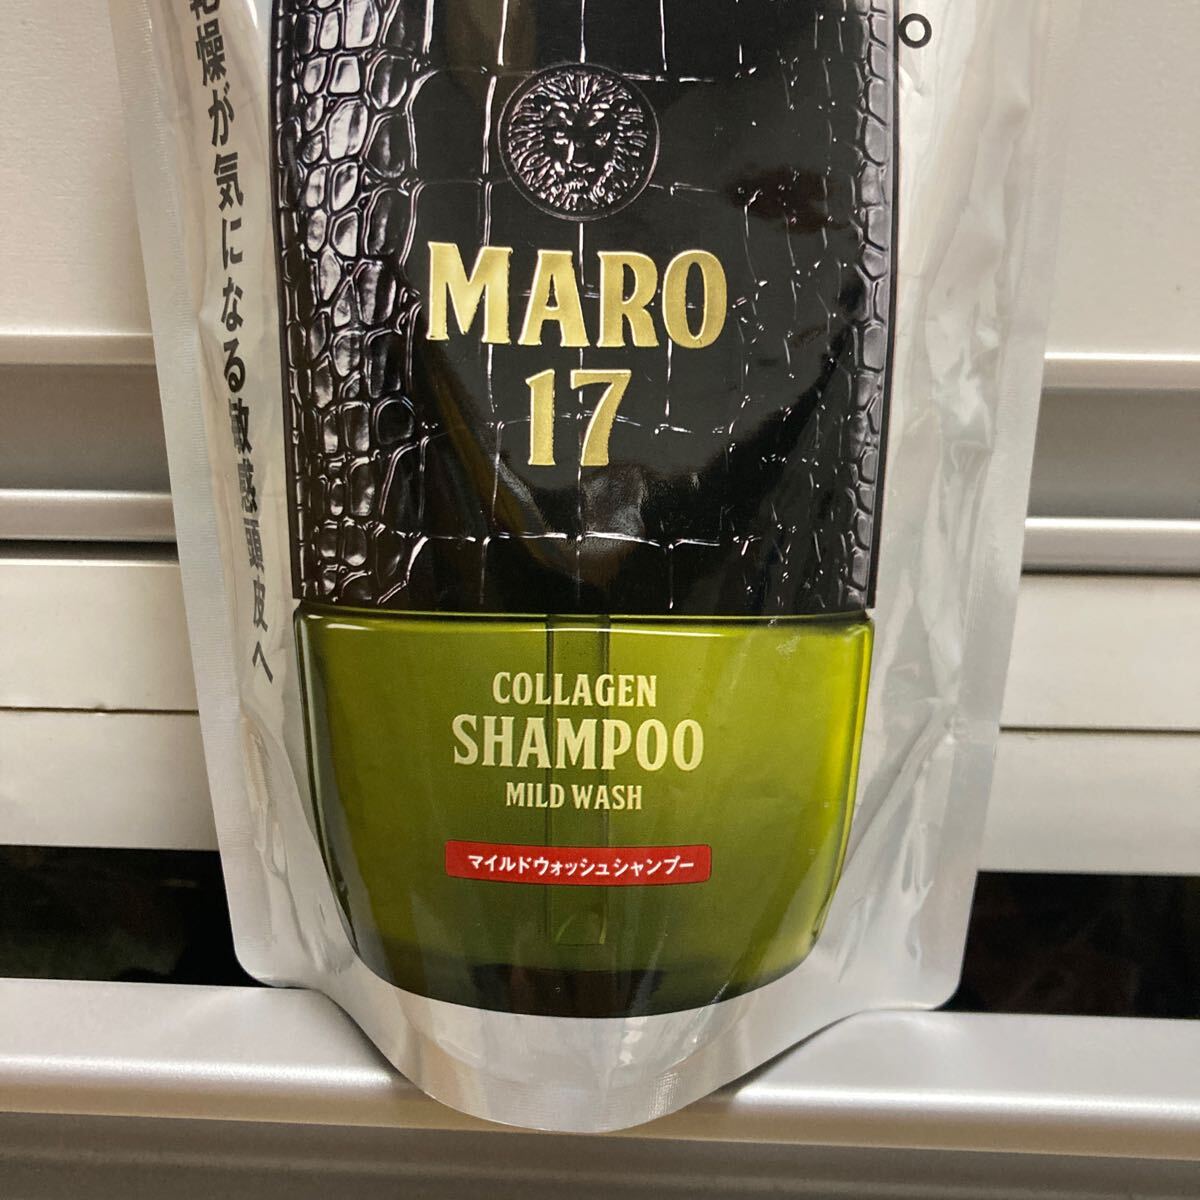 燥が気になる敏感頭皮へ
。
MARO
17
COLLAGEN
SHAMPOO
MILD WASH
マイルドウォッシュシャンプー